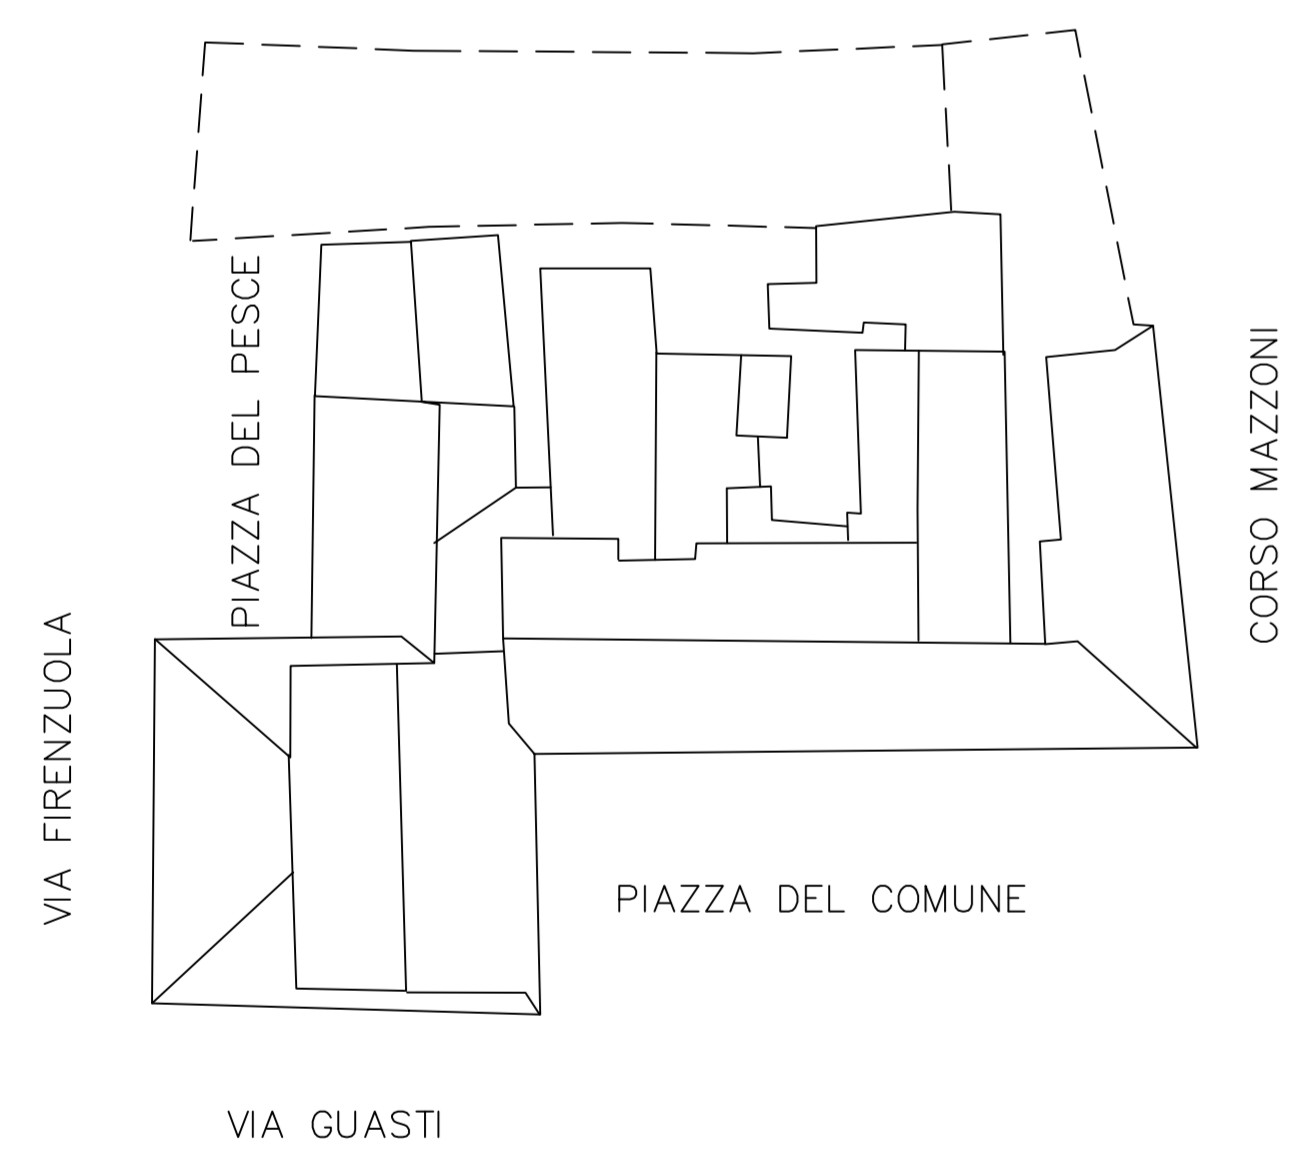 PIAZZA DEL PESCE
CORSO MAZZONI
VIA FIRENZUOLA
PIAZZA DEL COMUNE
VIA GUASTI